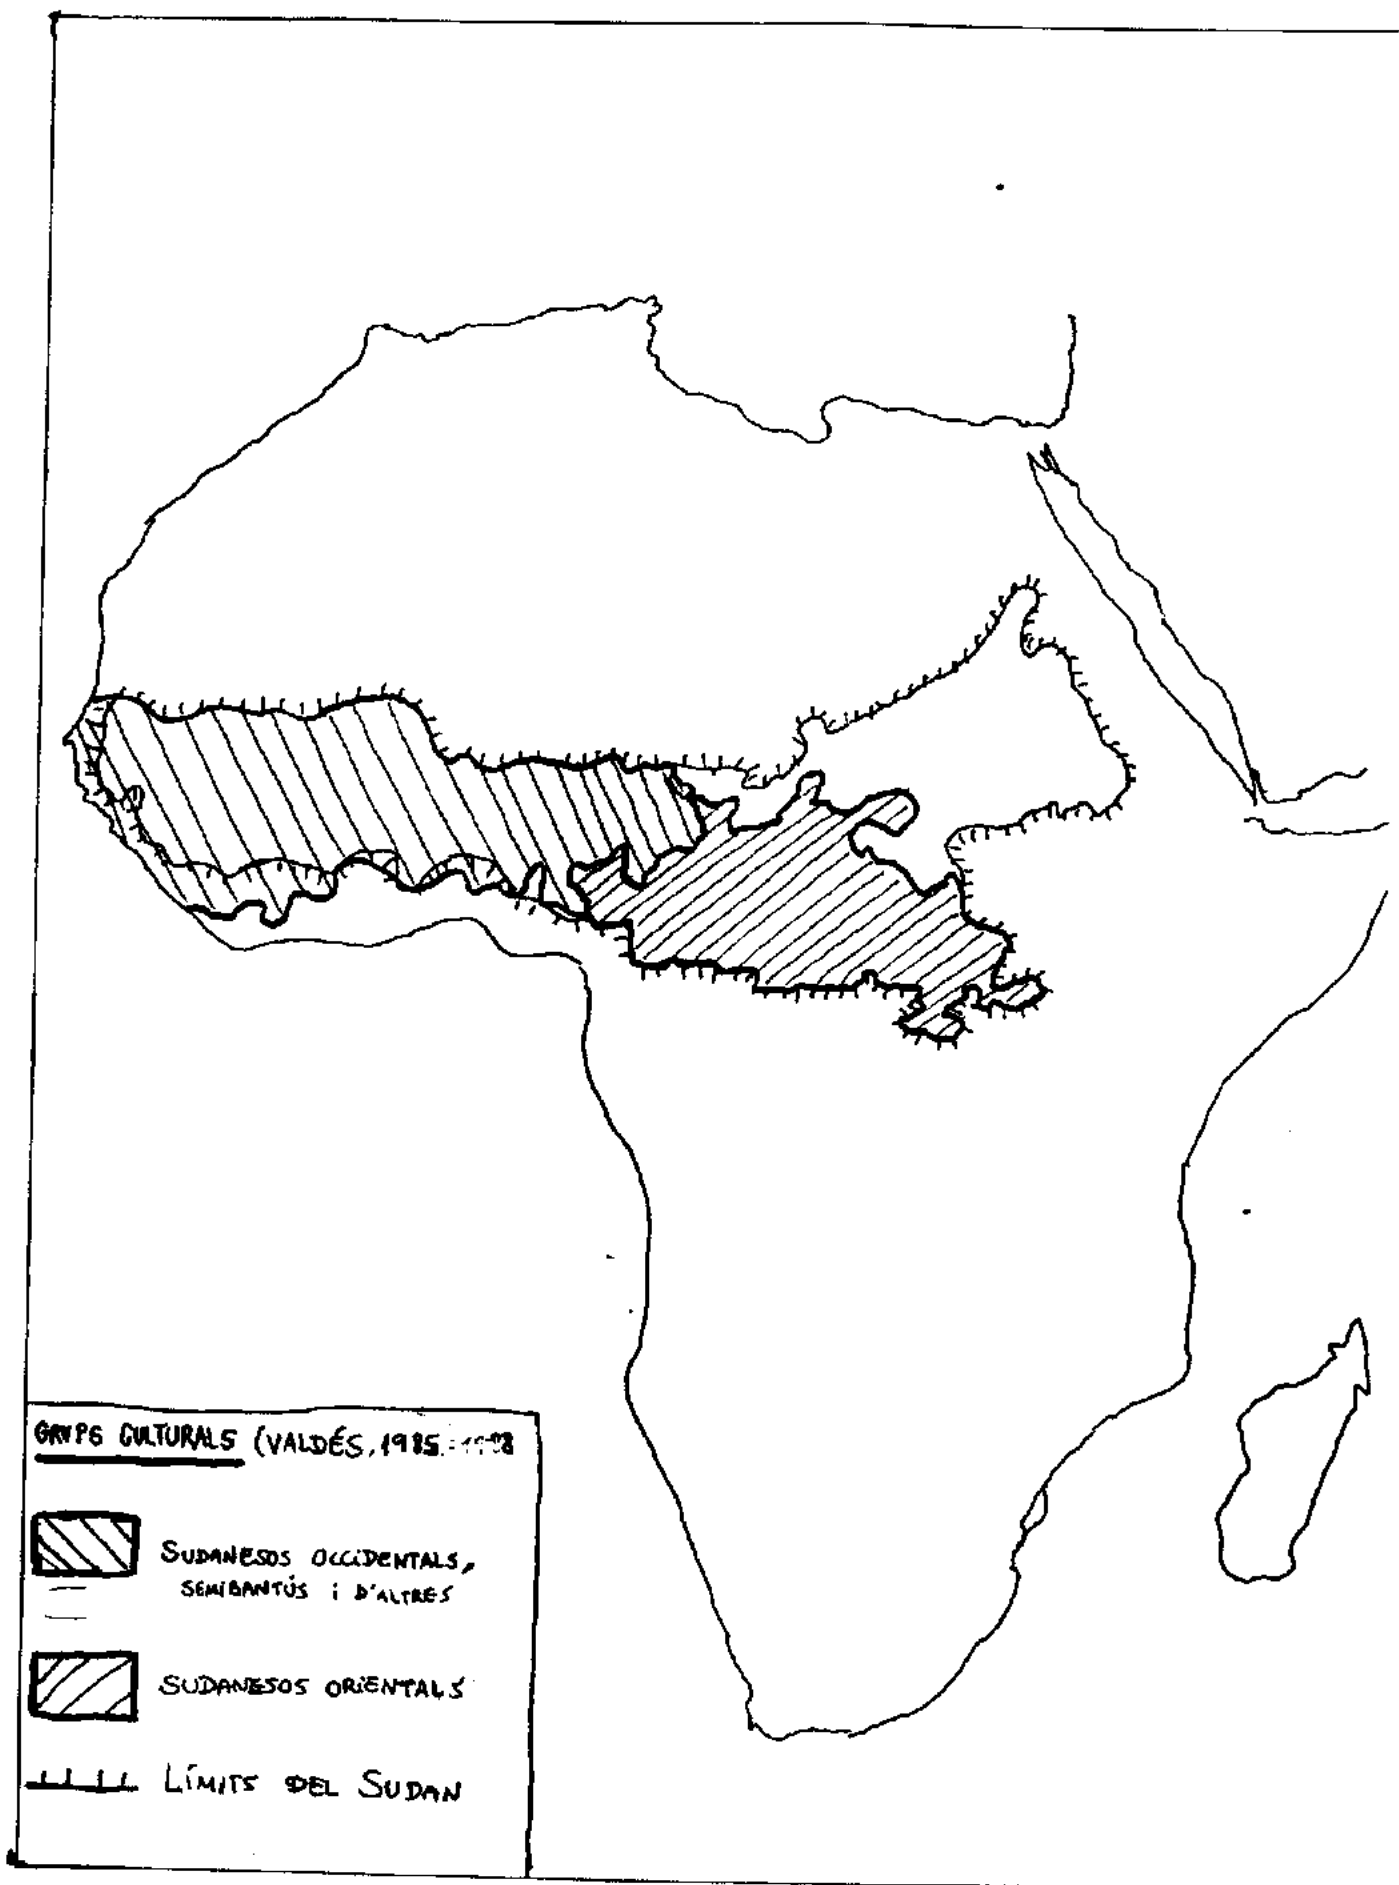 GRUPS CULTURALS (VALDÉS, 1985
SUDANESOS OCCIDENTALS,
SEMIBANTÚS i D'ALTRES
SUDANESOS ORIENTALS
LÍMITS DEL SUDAN